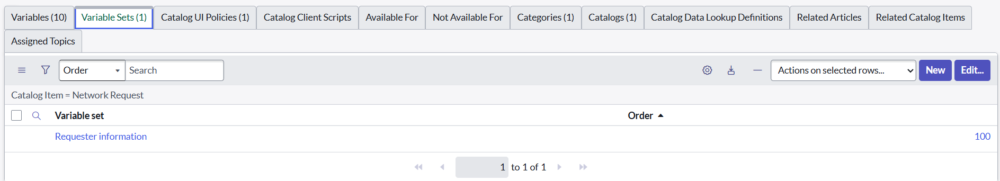 Variables (10) Variable Sets (1) Catalog UI Policies (1) Catalog Client Scripts Available For Not Available For Categories (1) Catalogs (1) Catalog Data Lookup Definitions Related Articles Related Catalog Items
Assigned Topics
Order Search Actions on selected rows... New Edit...
Catalog Item = Network Request
Variable set Order
Requester information 100
1 to 1 of 1